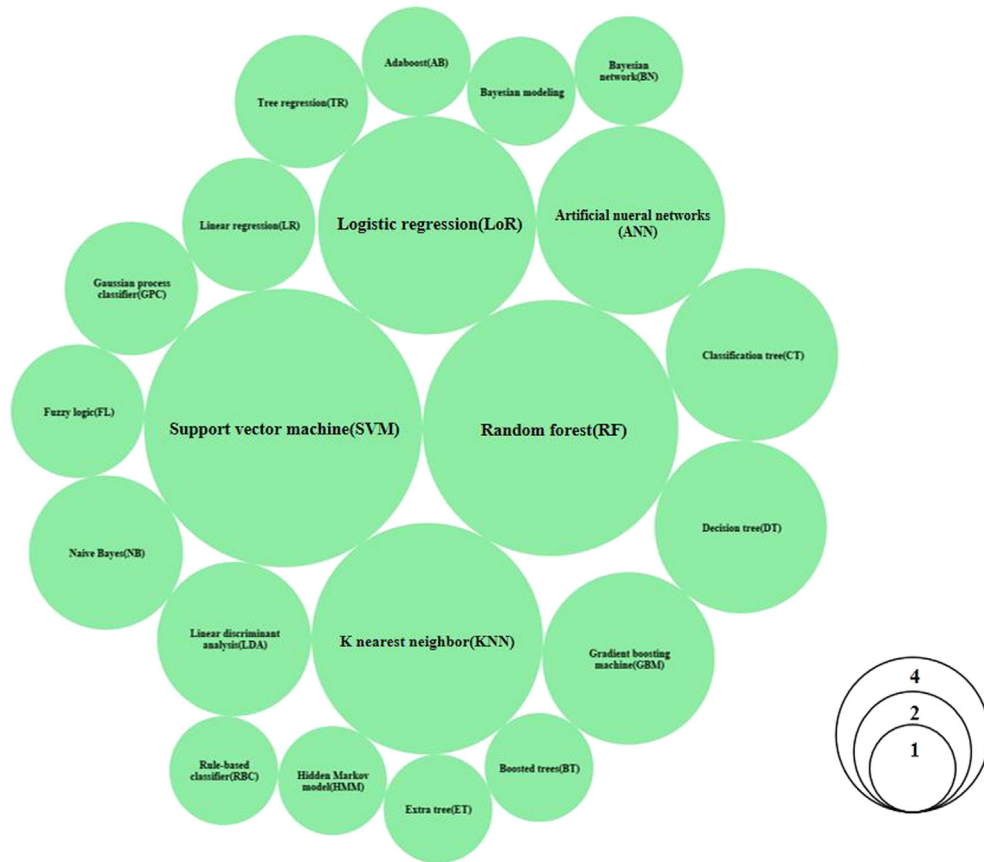 Adaboost(AB)
Bayesian
network(BN)
Tree regression(TR)
Bayesian modeling
Linear regression(LR)
Logistic regression(LoR)
Artificial nueral networks
(ANN)
Gaussian process
classifier(GPC)
Classification tree(CT)
Fuzzy logic(FL)
Support vector machine(SVM)
Random forest(RF)
Decision tree(DT)
Naive Bayes(NB)
Linear discriminant
analysis(LDA)
K nearest neighbor(KNN)
Gradient boosting
machine(GBM)
Rule-based
classifier(RBC)
Hidden Markov
model(HMM)
Extra tree(ET)
Boosted trees(BT)
4
2
1